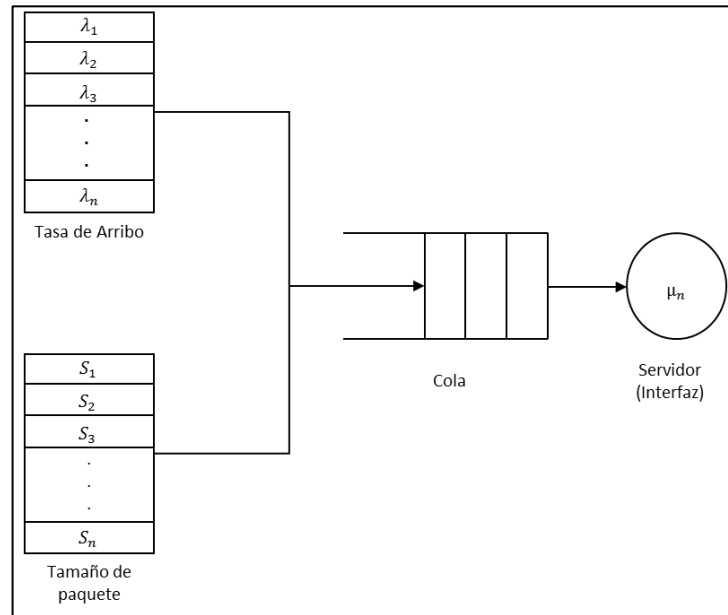 λ₁
λ₂
λ₃
.
.
.
λₙ
Tasa de Arribo
S₁
S₂
S₃
.
.
.
Sₙ
Tamaño de
paquete
Cola
μₙ
Servidor
(Interfaz)